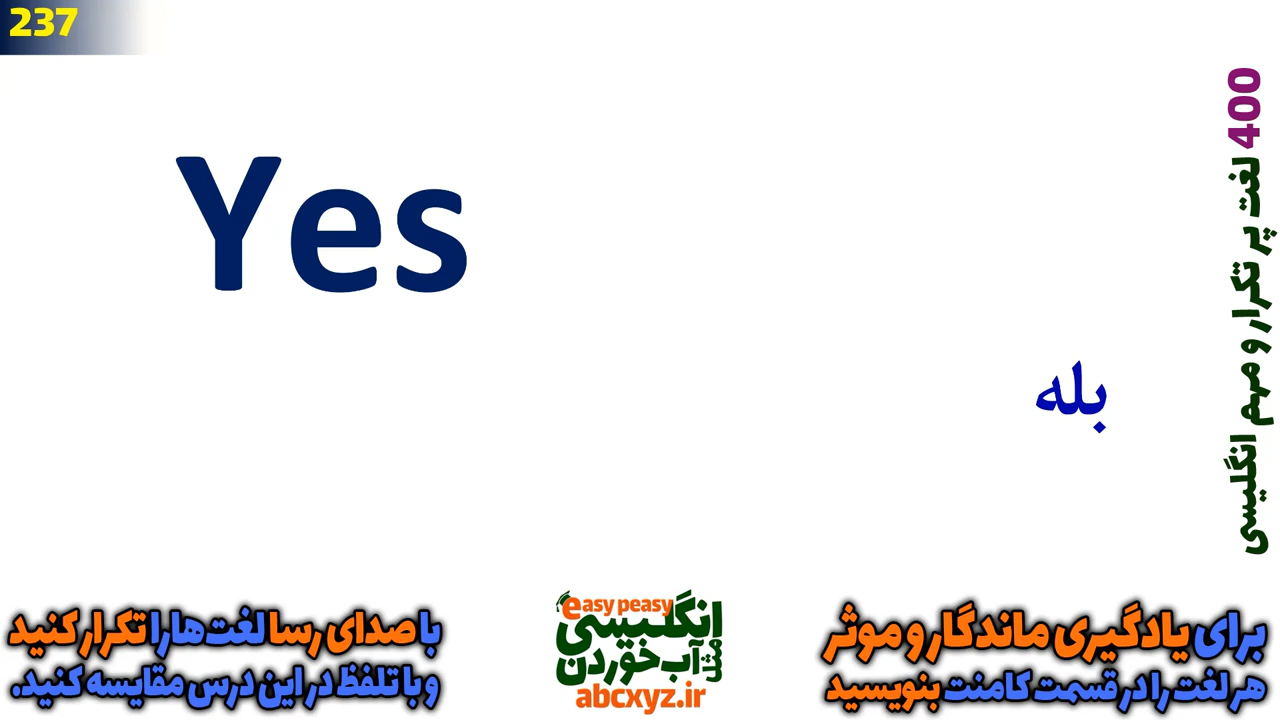 237
Yes
بله
400 لغت پر تکرار و مهم انگلیسی
برای یادگیری ماندگار و موثر
هر لغت را در قسمت کامنت بنویسید
easy peasy
انگلیسی
مثل آب خوردن
abcxyz.ir
با صدای رسا لغت‌ها را تکرار کنید
و با تلفظ در این درس مقایسه کنید.